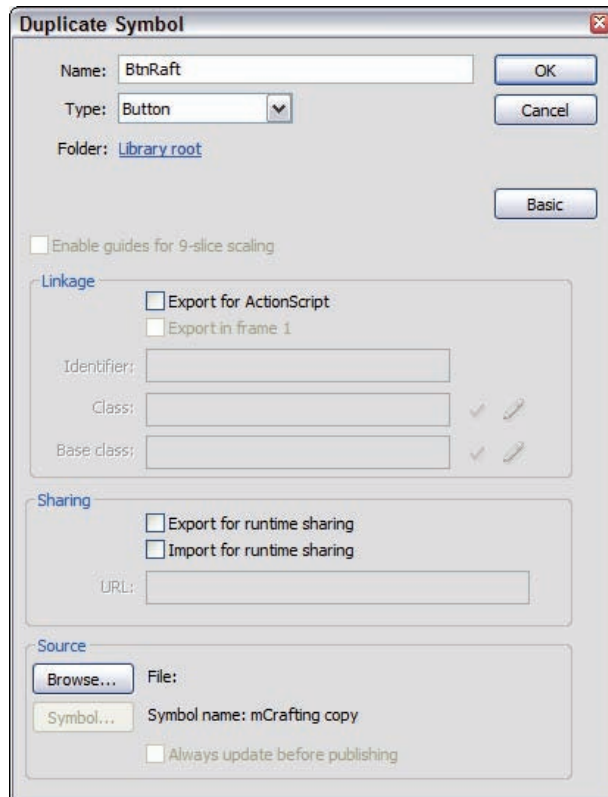 Duplicate Symbol
Name: BtnRaft
OK
Type: Button
Cancel
Folder: Library root
Basic
Enable guides for 9-slice scaling
Linkage
Export for ActionScript
Export in frame 1
Identifier:
Class:
Base class:
Sharing
Export for runtime sharing
Import for runtime sharing
URL:
Source
Browse... File:
Symbol... Symbol name: mCrafting copy
Always update before publishing